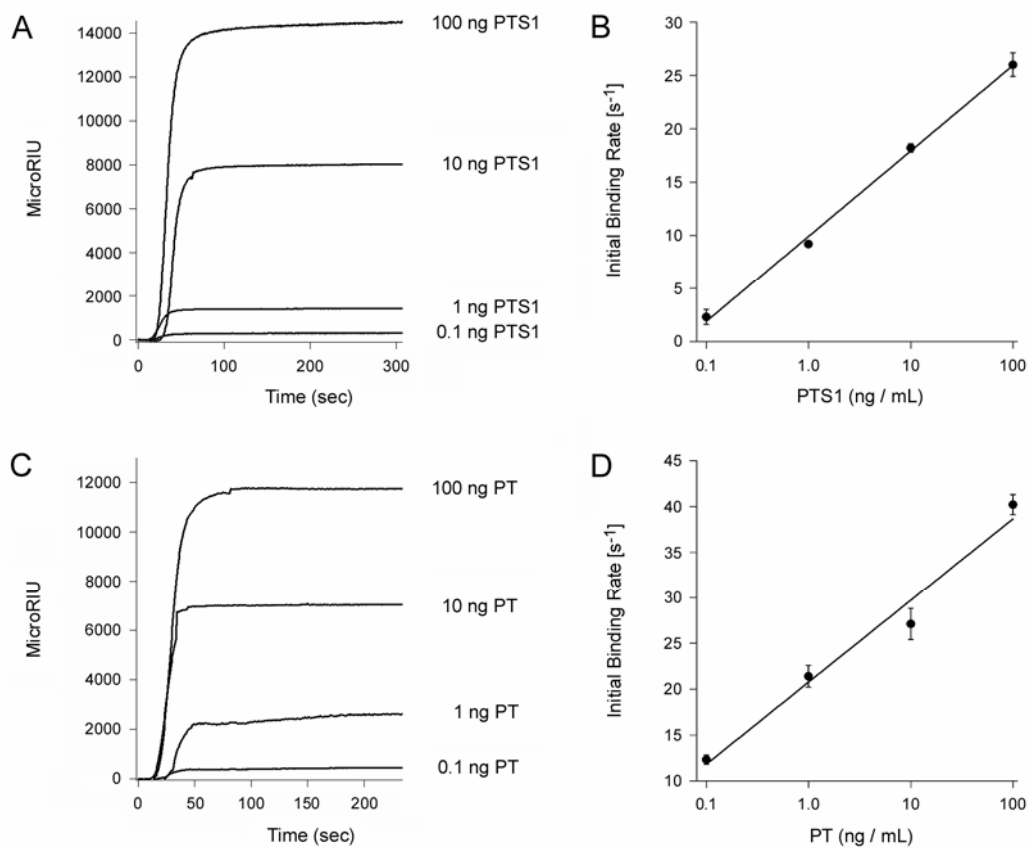 A
14000
12000
10000
8000
6000
4000
2000
0
MicroRIU
100 ng PTS1
10 ng PTS1
1 ng PTS1
0.1 ng PTS1
0
100
200
300
Time (sec)
B
30
25
20
15
10
5
0
Initial Binding Rate [s-1]
0.1
1.0
10
100
PTS1 (ng / mL)
C
12000
10000
8000
6000
4000
2000
0
MicroRIU
100 ng PT
10 ng PT
1 ng PT
0.1 ng PT
0
50
100
150
200
Time (sec)
D
45
40
35
30
25
20
15
10
Initial Binding Rate [s-1]
0.1
1.0
10
100
PT (ng / mL)